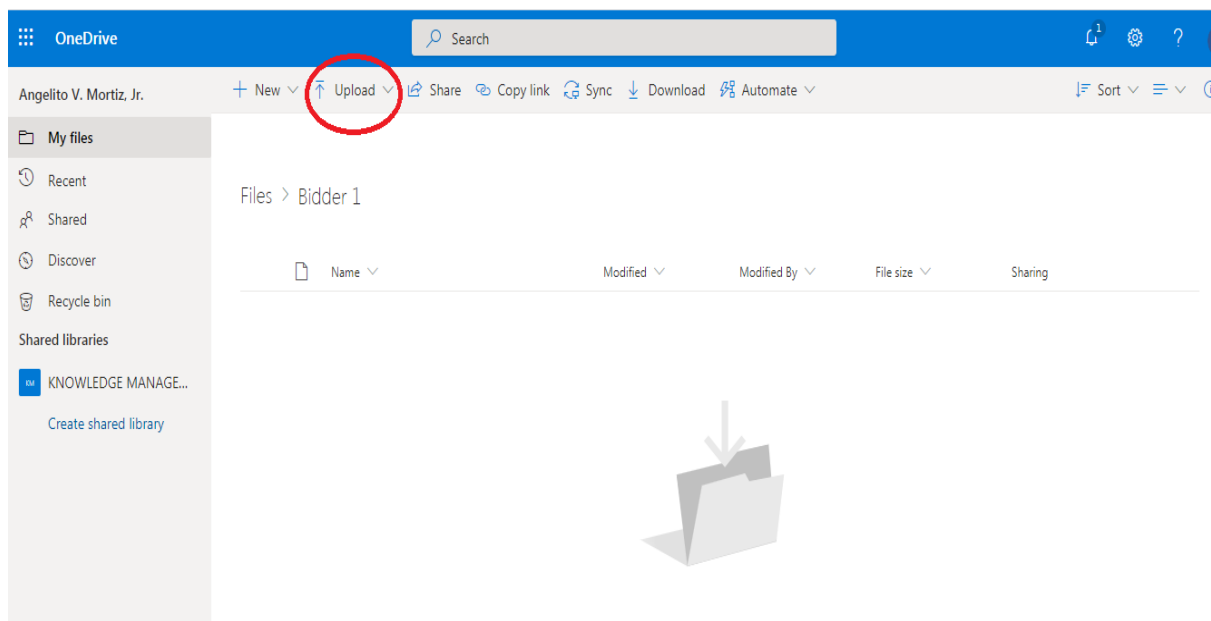 OneDrive
Search
1
?
Angelito V. Mortiz, Jr.
New
Upload
Share
Copy link
Sync
Download
Automate
Sort
My files
Recent
Shared
Discover
Recycle bin
Shared libraries
KM KNOWLEDGE MANAGE...
Create shared library
Files > Bidder 1
Name
Modified
Modified By
File size
Sharing